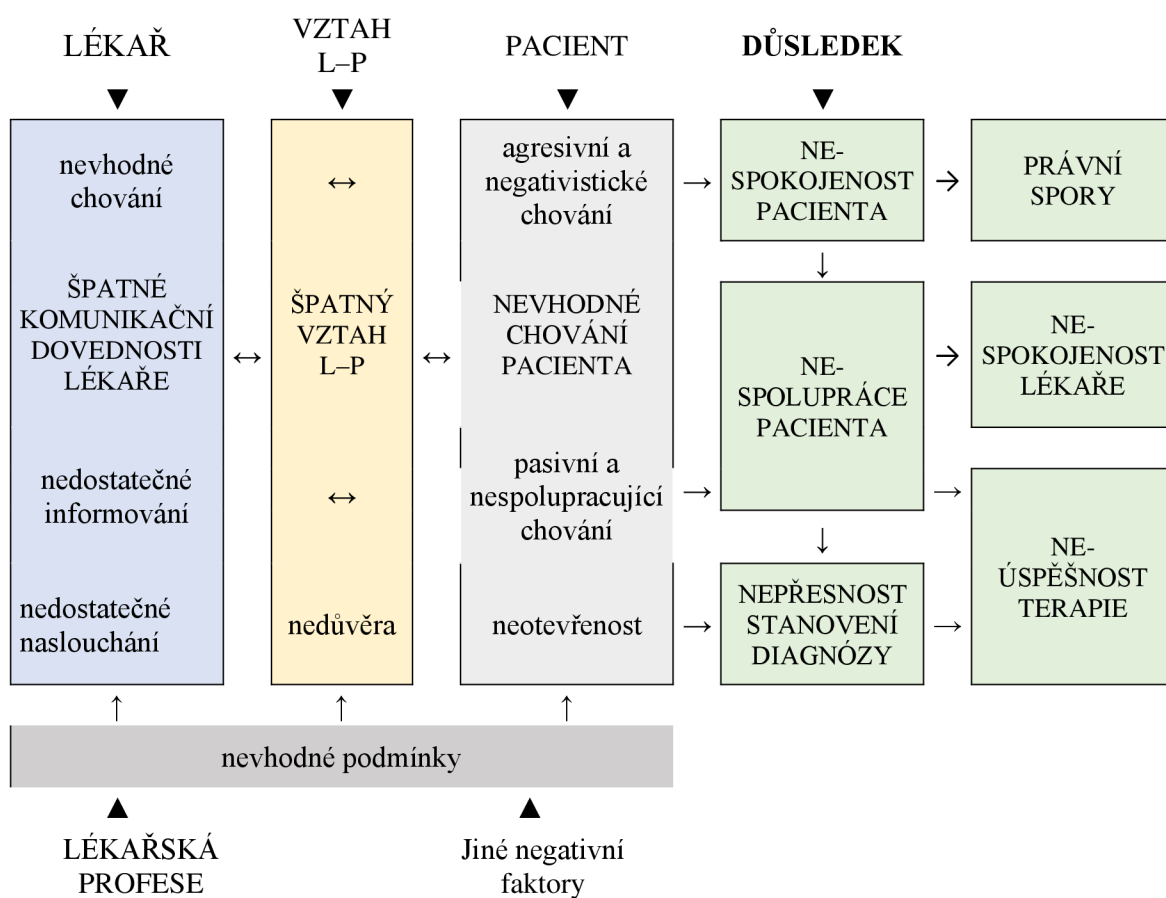 LÉKAŘ
VZTAH
L–P
PACIENT
DŮSLEDEK
nevhodné
chování
ŠPATNÉ
KOMUNIKAČNÍ
DOVEDNOSTI
LÉKAŘE
nedostatečné
informování
nedostatečné
naslouchání
↔
ŠPATNÝ
VZTAH
L–P
↔
nedůvěra
agresivní a
negativistické
chování
NEVHODNÉ
CHOVÁNÍ
PACIENTA
pasivní a
nespolupracující
chování
neotevřenost
NE-
SPOKOJENOST
PACIENTA
NE-
SPOLUPRÁCE
PACIENTA
NEPŘESNOST
STANOVENÍ
DIAGNÓZY
PRÁVNÍ
SPORY
NE-
SPOKOJENOST
LÉKAŘE
NE-
ÚSPĚŠNOST
TERAPIE
nevhodné podmínky
LÉKAŘSKÁ
PROFESE
Jiné negativní
faktory